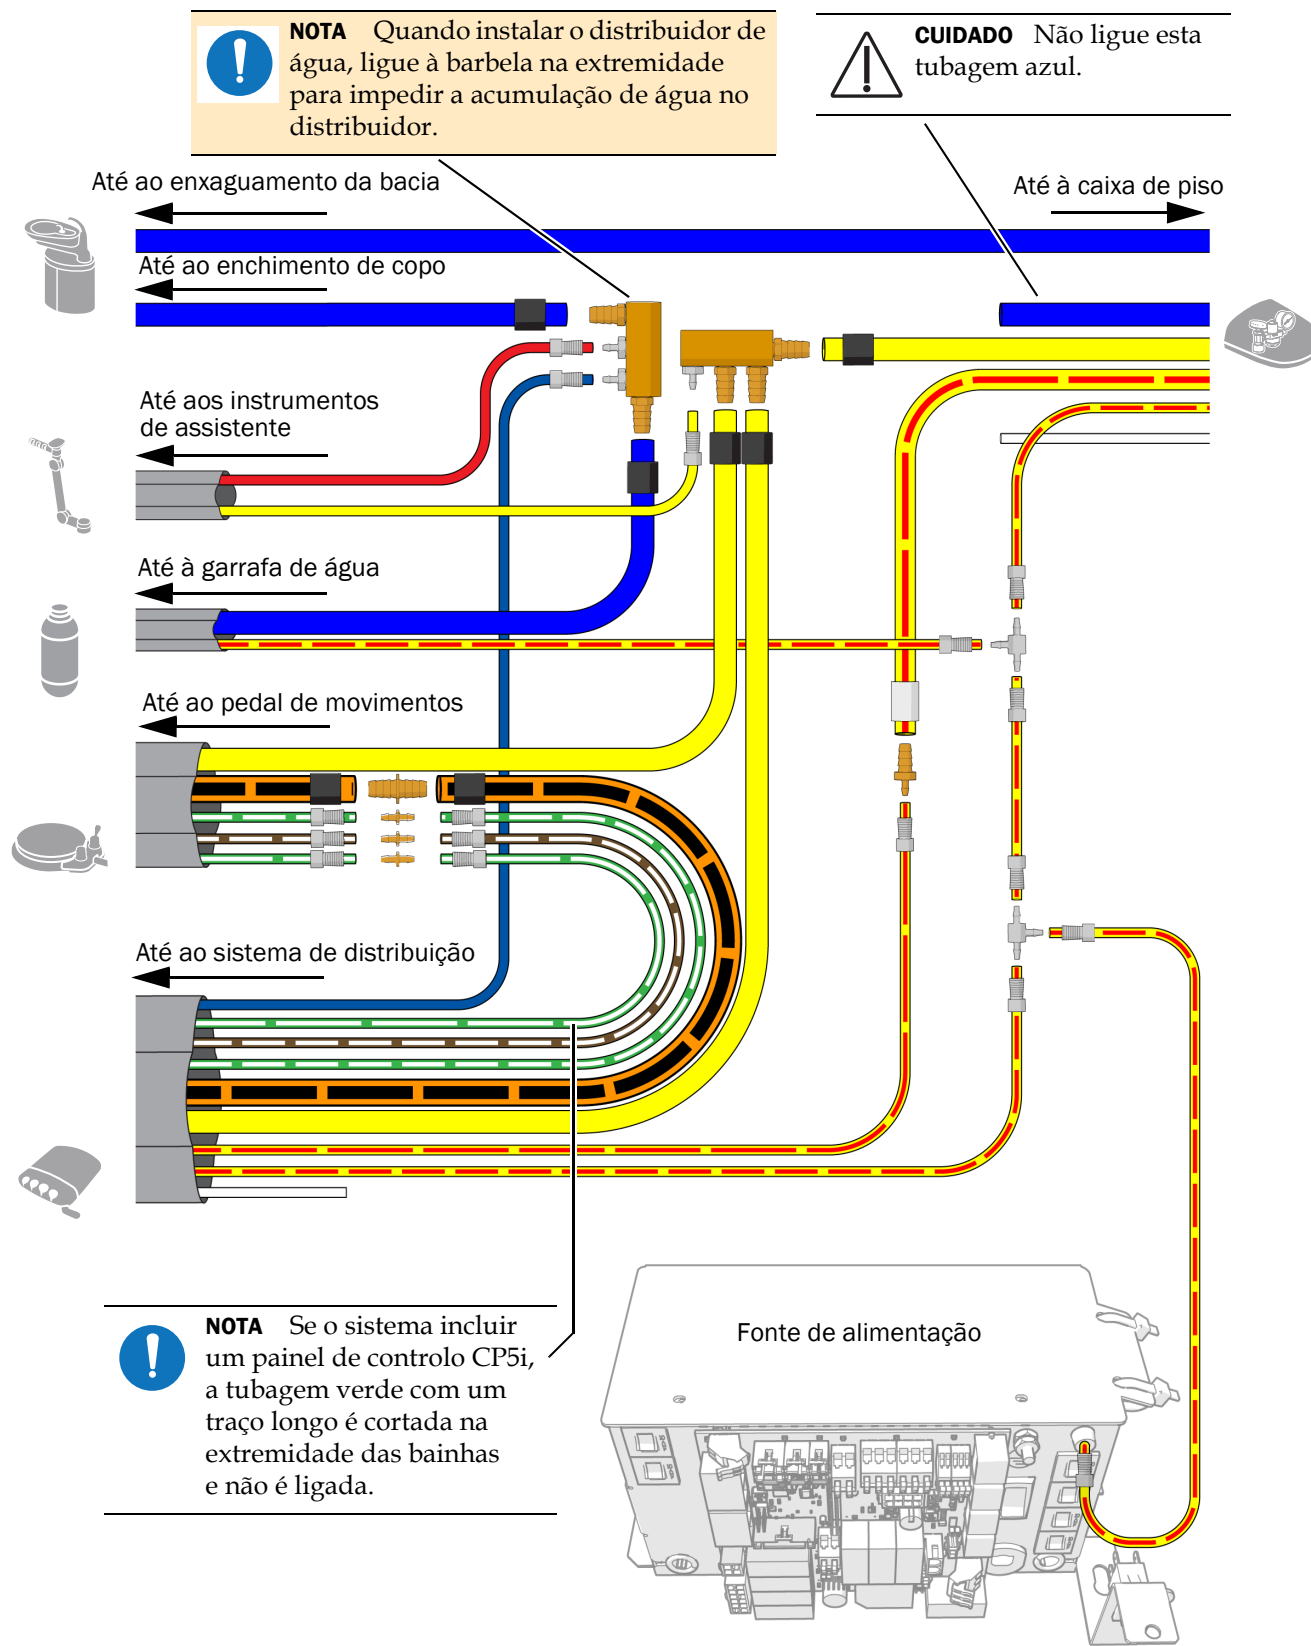 NOTA Quando instalar o distribuidor de
água, ligue à barbela na extremidade
para impedir a acumulação de água no
distribuidor.
CUIDADO Não ligue esta
tubagem azul.
Até ao enxaguamento da bacia
Até à caixa de piso
Até ao enchimento de copo
Até aos instrumentos
de assistente
Até à garrafa de água
Até ao pedal de movimentos
Até ao sistema de distribuição
NOTA Se o sistema incluir
um painel de controlo CP5i,
a tubagem verde com um
traço longo é cortada na
extremidade das bainhas
e não é ligada.
Fonte de alimentação